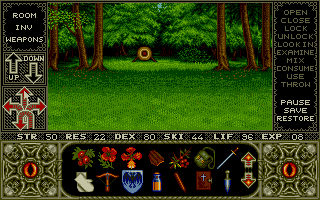 ROOM
INV
WEAPONS
UP
DOWN
OPEN
CLOSE
LOCK
UNLOCK
LOOK IN
EXAMINE
MIX
CONSUME
USE
THROW
PAUSE
SAVE
RESTORE
STR 50 RES 22 DEX 80 SKI 44 LIF 96 EXP 08